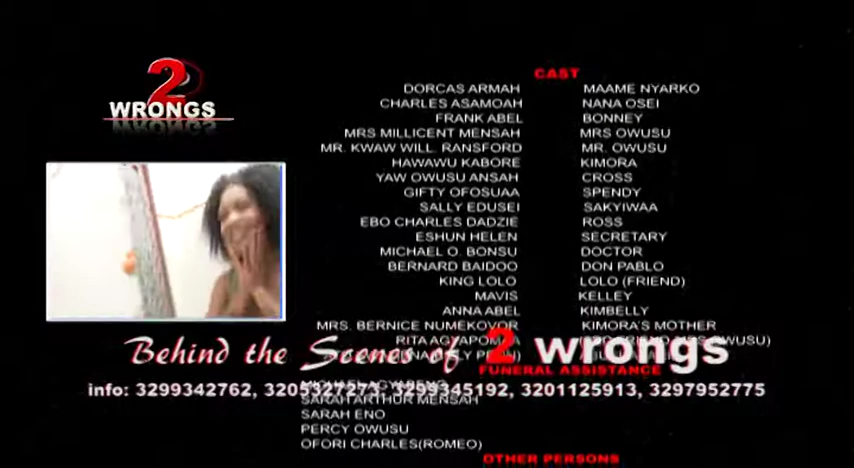 2
WRONGS
CAST
DORCAS ARMAH MAAME NYARKO
CHARLES ASAMOAH NANA OSEI
FRANK ABEL BONNEY
MRS MILLICENT MENSAH MRS OWUSU
MR. KWAW WILL. RANSFORD MR. OWUSU
HAWAWU KABORE KIMORA
YAW OWUSU ANSAH CROSS
GIFTY OFOSUAA SPENDY
SALLY EDUSEI SAKYIWAA
EBO CHARLES DADZIE ROSS
ESHUN HELEN SECRETARY
MICHAEL O. BONSU DOCTOR
BERNARD BAIDOO DON PABLO
KING LOLO LOLO (FRIEND)
MAVIS KELLEY
ANNA ABEL KIMBELLY
MRS. BERNICE NUMEKOVOR KIMORA'S MOTHER
RITA AGYAPOMAA OWUSU)
Behind the Scenes of 2 wrongs
FUNERAL ASSISTANCE
info: 3299342762, 3205327273, 3299345192, 3201125913, 3297952775
SARAH ARTHUR MENSAH
SARAH ENO
PERCY OWUSU
OFORI CHARLES(ROMEO)
OTHER PERSONS